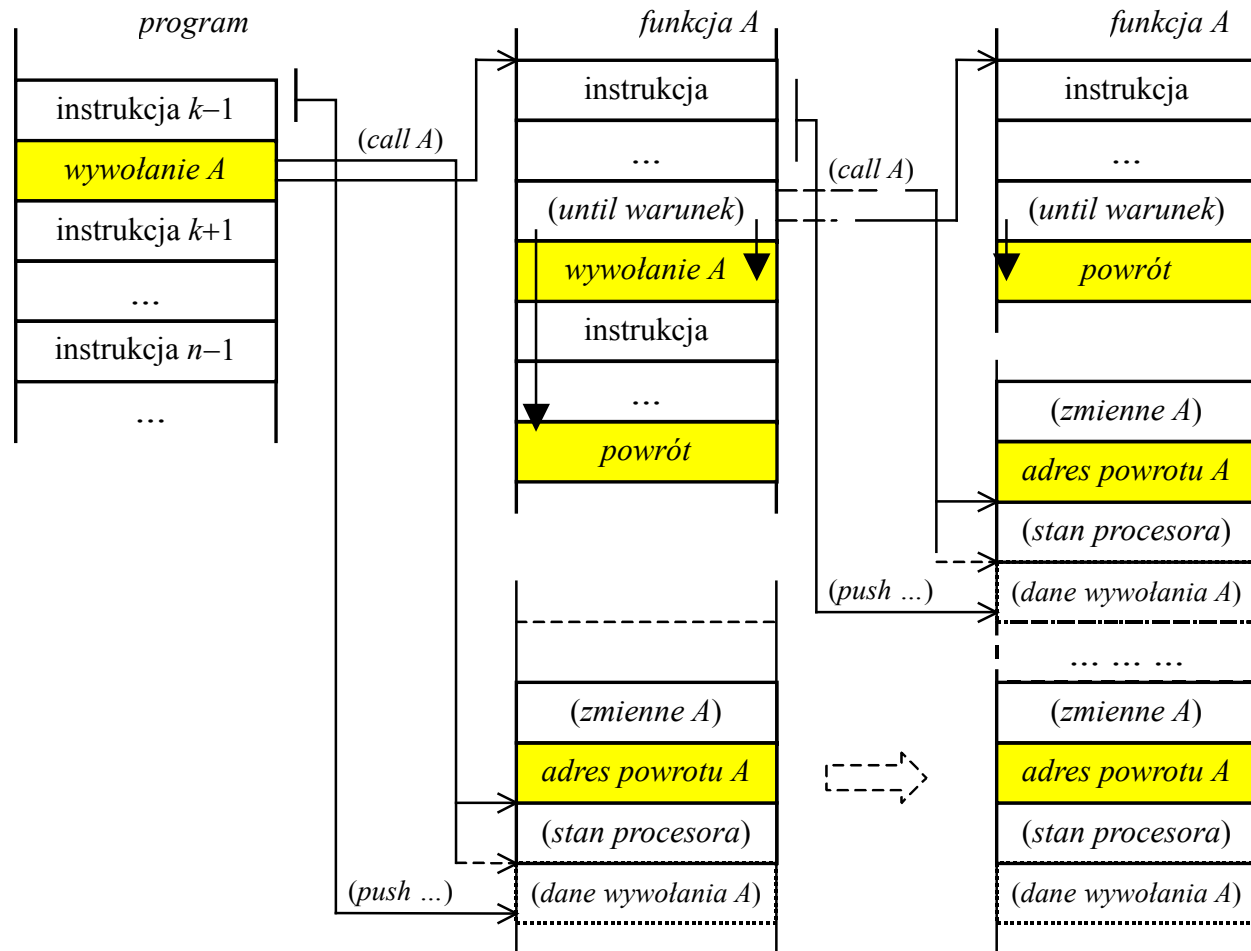 program
instrukcja k–1
wywołanie A
instrukcja k+1
...
instrukcja n–1
...
(call A)
(push ...)
funkcja A
instrukcja
...
(until warunek)
wywołanie A
instrukcja
...
powrót
(zmienne A)
adres powrotu A
(stan procesora)
(dane wywołania A)
(call A)
(push ...)
funkcja A
instrukcja
...
(until warunek)
powrót
(zmienne A)
adres powrotu A
(stan procesora)
(dane wywołania A)
... ... ...
(zmienne A)
adres powrotu A
(stan procesora)
(dane wywołania A)